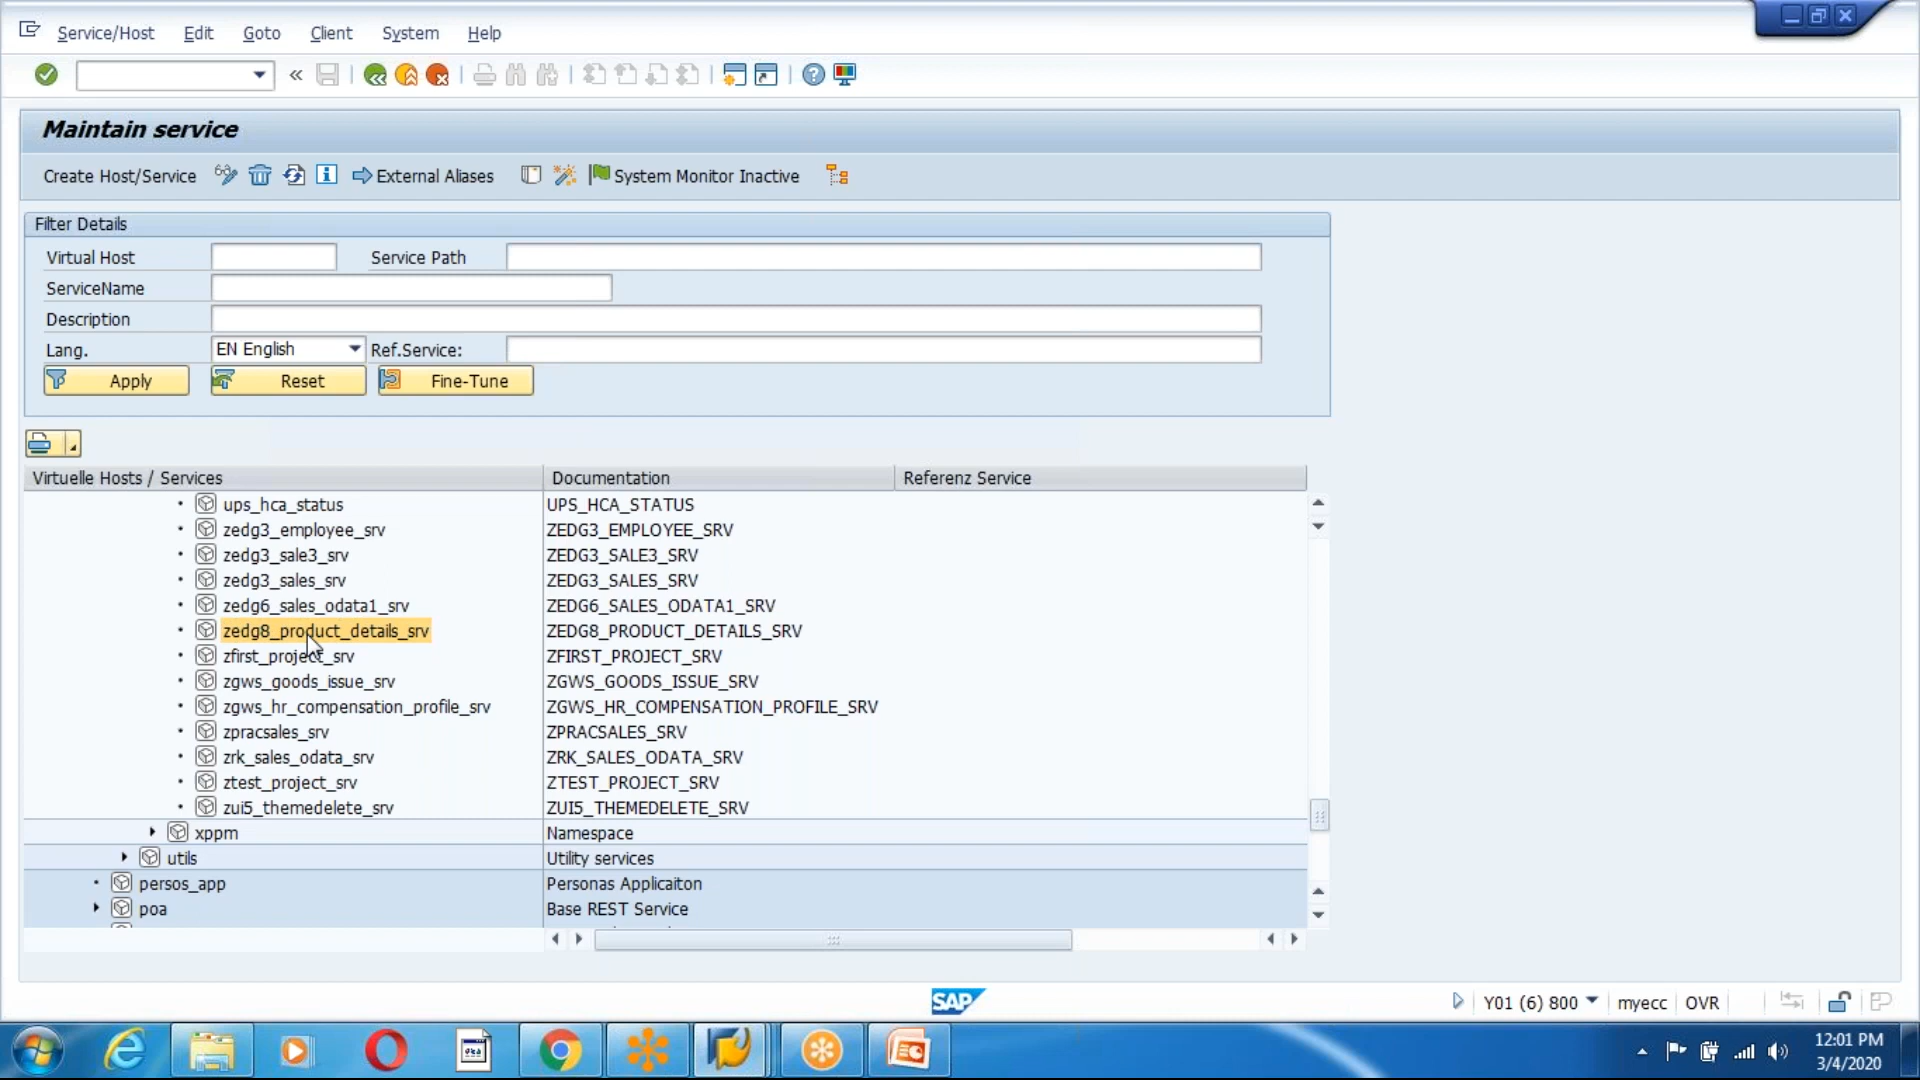 Service/Host Edit Goto Client System Help
Maintain service
Create Host/Service External Aliases System Monitor Inactive
Filter Details
Virtual Host Service Path
ServiceName
Description
Lang. EN English Ref.Service:
Apply Reset Fine-Tune
Virtuelle Hosts / Services Documentation Referenz Service
ups_hca_status UPS_HCA_STATUS
zedg3_employee_srv ZEDG3_EMPLOYEE_SRV
zedg3_sale3_srv ZEDG3_SALE3_SRV
zedg3_sales_srv ZEDG3_SALES_SRV
zedg6_sales_odata1_srv ZEDG6_SALES_ODATA1_SRV
zedg8_product_details_srv ZEDG8_PRODUCT_DETAILS_SRV
zfirst_project_srv ZFIRST_PROJECT_SRV
zgws_goods_issue_srv ZGWS_GOODS_ISSUE_SRV
zgws_hr_compensation_profile_srv ZGWS_HR_COMPENSATION_PROFILE_SRV
zpracsales_srv ZPRACSALES_SRV
zrk_sales_odata_srv ZRK_SALES_ODATA_SRV
ztest_project_srv ZTEST_PROJECT_SRV
zui5_themedelete_srv ZUI5_THEMEDELETE_SRV
xppm Namespace
utils Utility services
persos_app Personas Applicaiton
poa Base REST Service
SAP Y01 (6) 800 myecc OVR
12:01 PM
3/4/2020